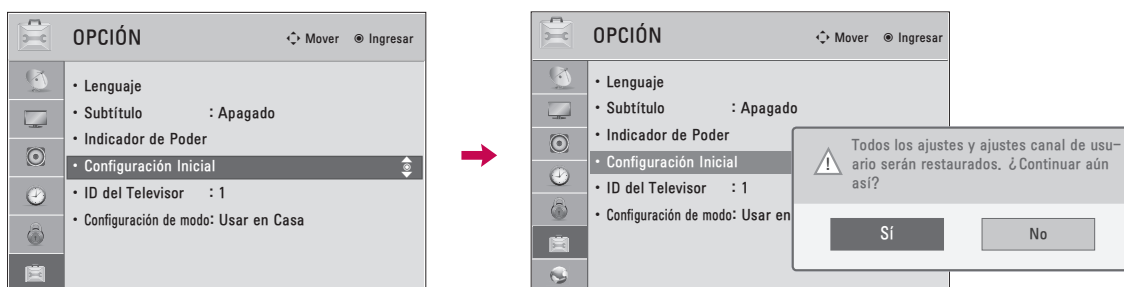 OPCIÓN Mover Ingresar
• Lenguaje
• Subtítulo : Apagado
• Indicador de Poder
• Configuración Inicial
• ID del Televisor : 1
• Configuración de modo: Usar en Casa
OPCIÓN Mover Ingresar
• Lenguaje
• Subtítulo : Apagado
• Indicador de Poder
• Configuración Inicial
• ID del Televisor : 1
• Configuración de modo: Usar en
Todos los ajustes y ajustes canal de usu-
ario serán restaurados. ¿Continuar aún
así?
Sí No